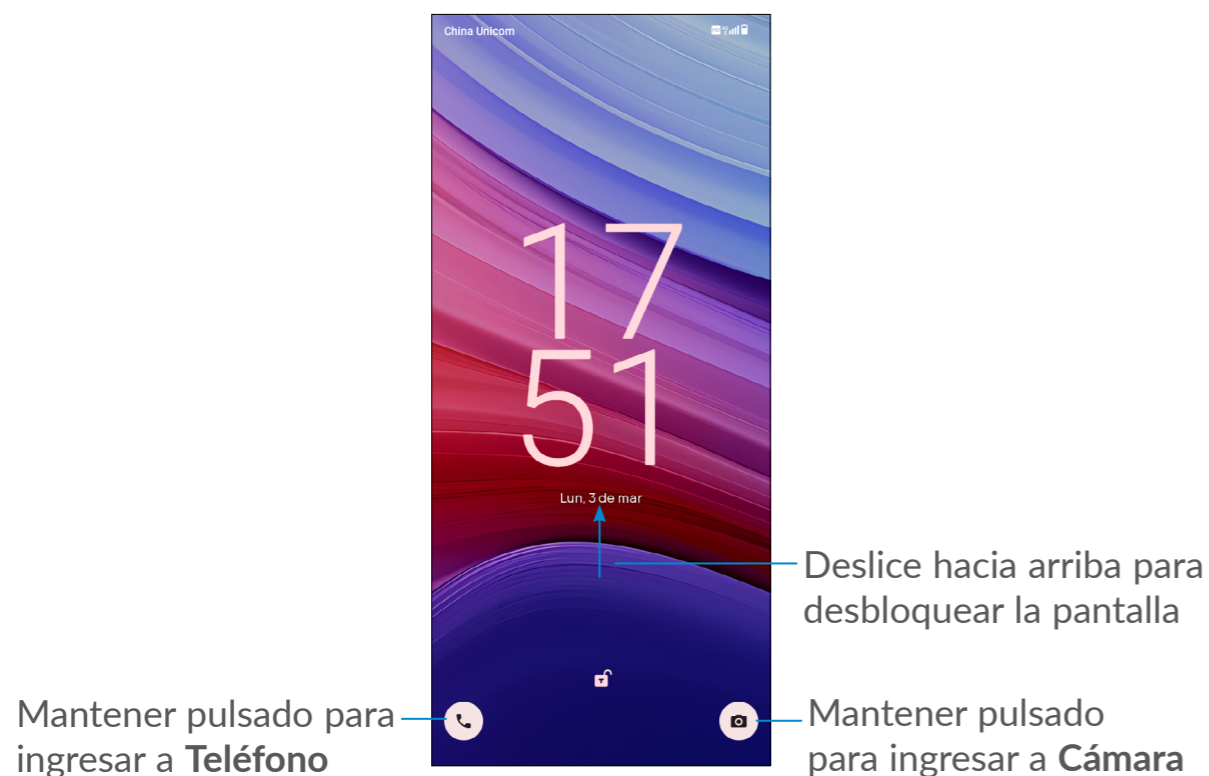 China Unicom
17
51
Lun, 3 de mar
Deslice hacia arriba para
desbloquear la pantalla
Mantener pulsado para
ingresar a Teléfono
Mantener pulsado
para ingresar a Cámara